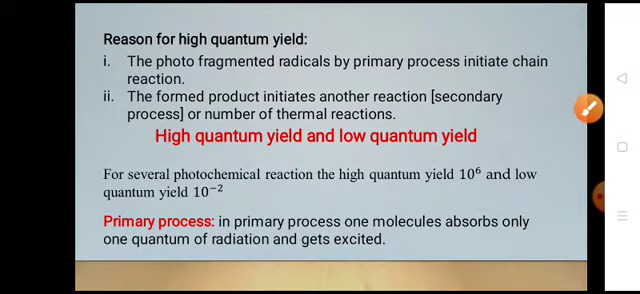 Reason for high quantum yield:
i. The photo fragmented radicals by primary process initiate chain
reaction.
ii. The formed product initiates another reaction [secondary
process] or number of thermal reactions.
High quantum yield and low quantum yield
For several photochemical reaction the high quantum yield 10⁶ and low
quantum yield 10⁻²
Primary process: in primary process one molecules absorbs only
one quantum of radiation and gets excited.